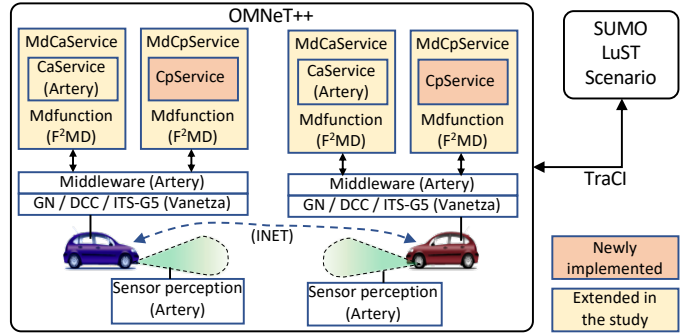 OMNeT++
MdCaService
CaService
(Artery)
Mdfunction
(F²MD)
MdCpService
CpService
Mdfunction
(F²MD)
MdCaService
CaService
(Artery)
Mdfunction
(F²MD)
MdCpService
CpService
Mdfunction
(F²MD)
Middleware (Artery)
GN / DCC / ITS-G5 (Vanetza)
Middleware (Artery)
GN / DCC / ITS-G5 (Vanetza)
(INET)
Sensor perception
(Artery)
Sensor perception
(Artery)
SUMO
LuST
Scenario
TraCI
Newly
implemented
Extended in
the study